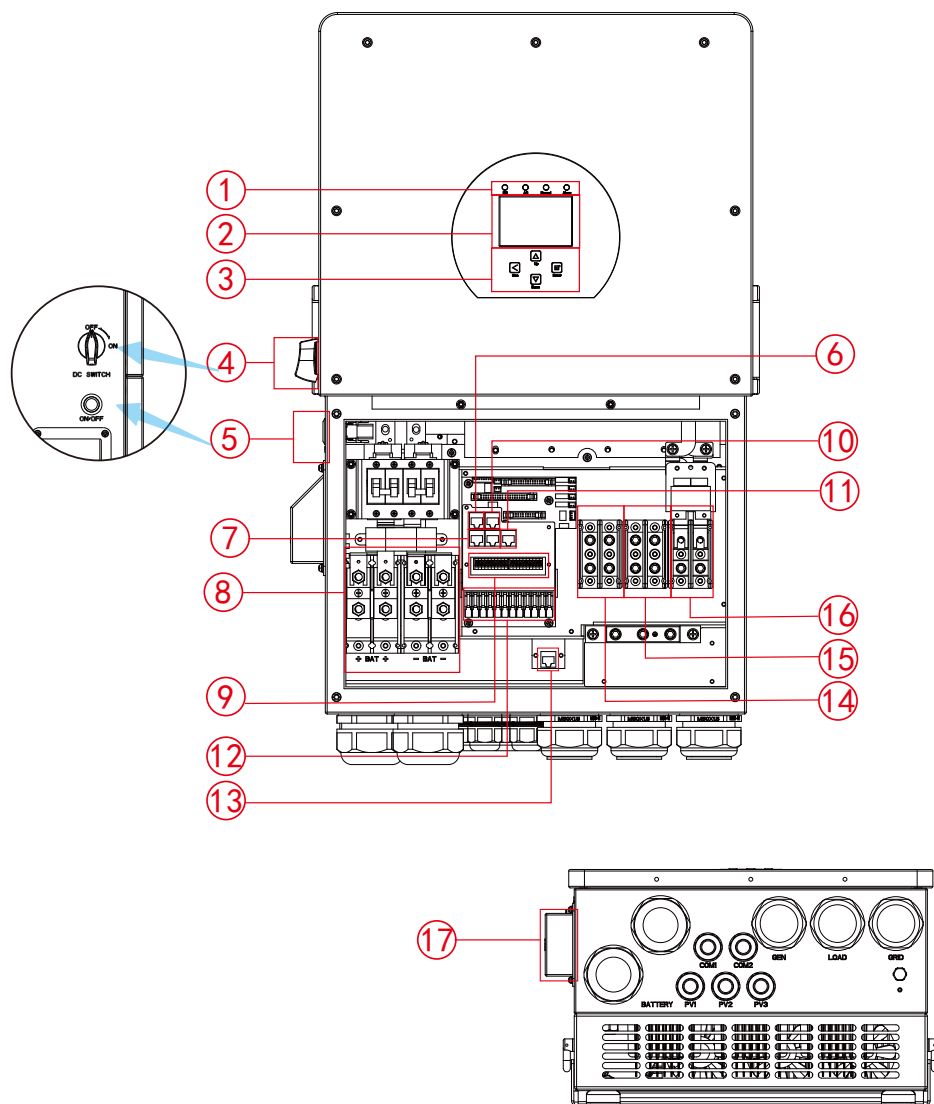 1
2
3
OFF
ON
DC SWITCH
4
6
ON/OFF
5
10
11
7
8
16
+ BAT +
- BAT -
15
9
14
12
13
17
COM1
COM2
GEN
LOAD
GRID
BATTERY
PV1
PV2
PV3